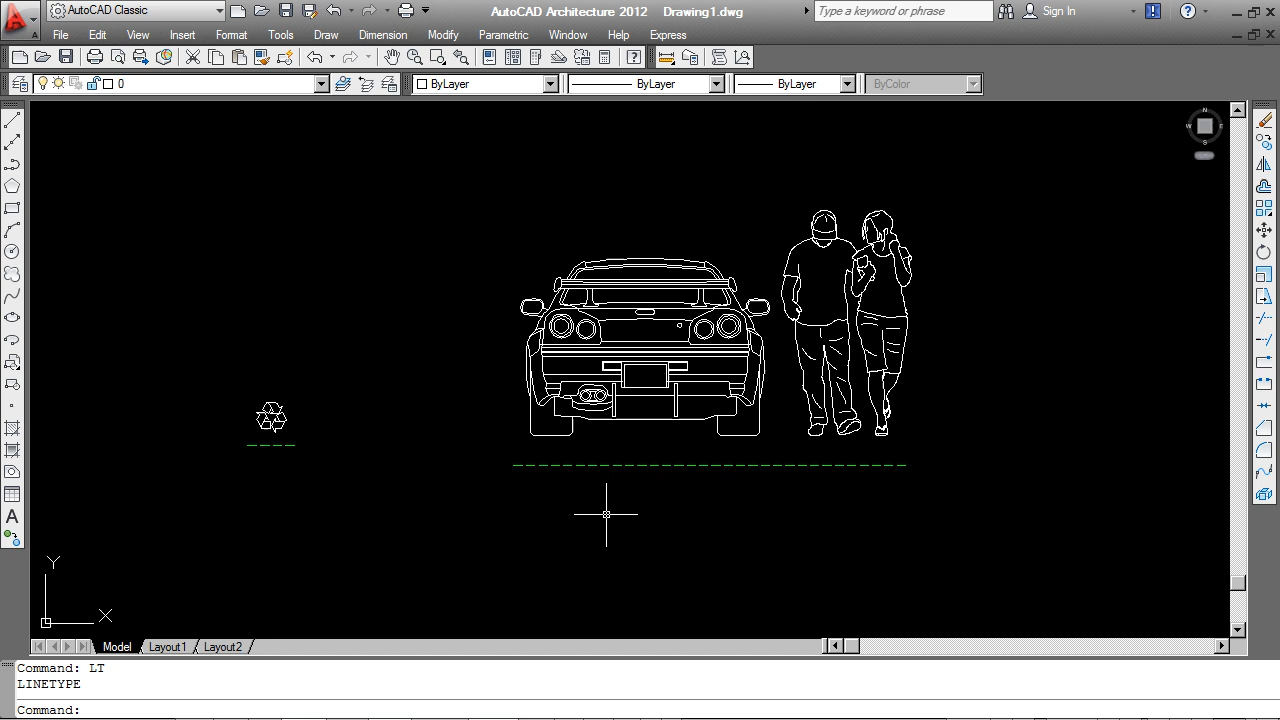 AutoCAD Classic
AutoCAD Architecture 2012 Drawing1.dwg
Type a keyword or phrase
Sign In
File Edit View Insert Format Tools Draw Dimension Modify Parametric Window Help Express
0
ByLayer
ByLayer
ByLayer
ByColor
N
W E
S
A
Y
X
Model Layout1 Layout2
Command: LT
LINETYPE
Command: